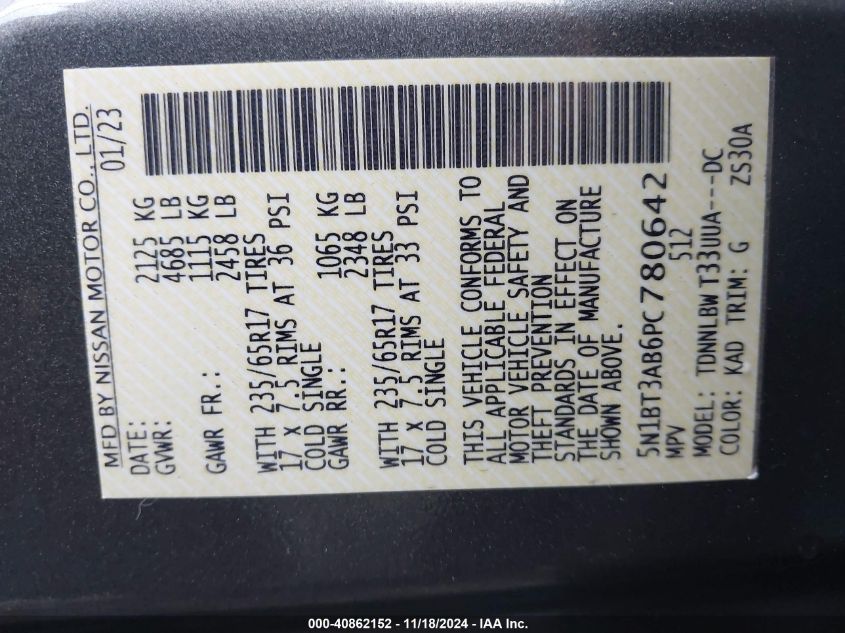 MFD BY NISSAN MOTOR CO., LTD.
DATE: 01/23
GVWR: 2125 KG
4685 LB
GAWR FR.: 1115 KG
2458 LB
WITH 235/65R17 TIRES
17 X 7.5 RIMS AT 36 PSI
COLD SINGLE
GAWR RR.: 1065 KG
2348 LB
WITH 235/65R17 TIRES
17 X 7.5 RIMS AT 33 PSI
COLD SINGLE
THIS VEHICLE CONFORMS TO
ALL APPLICABLE FEDERAL
MOTOR VEHICLE SAFETY AND
THEFT PREVENTION
STANDARDS IN EFFECT ON
THE DATE OF MANUFACTURE
SHOWN ABOVE.
5N1BT3AB6PC780642
MPV 512
MODEL: TDNNLBW T33UUA---DC
COLOR: KAD TRIM: G ZS30A
000-40862152 - 11/18/2024 - IAA Inc.